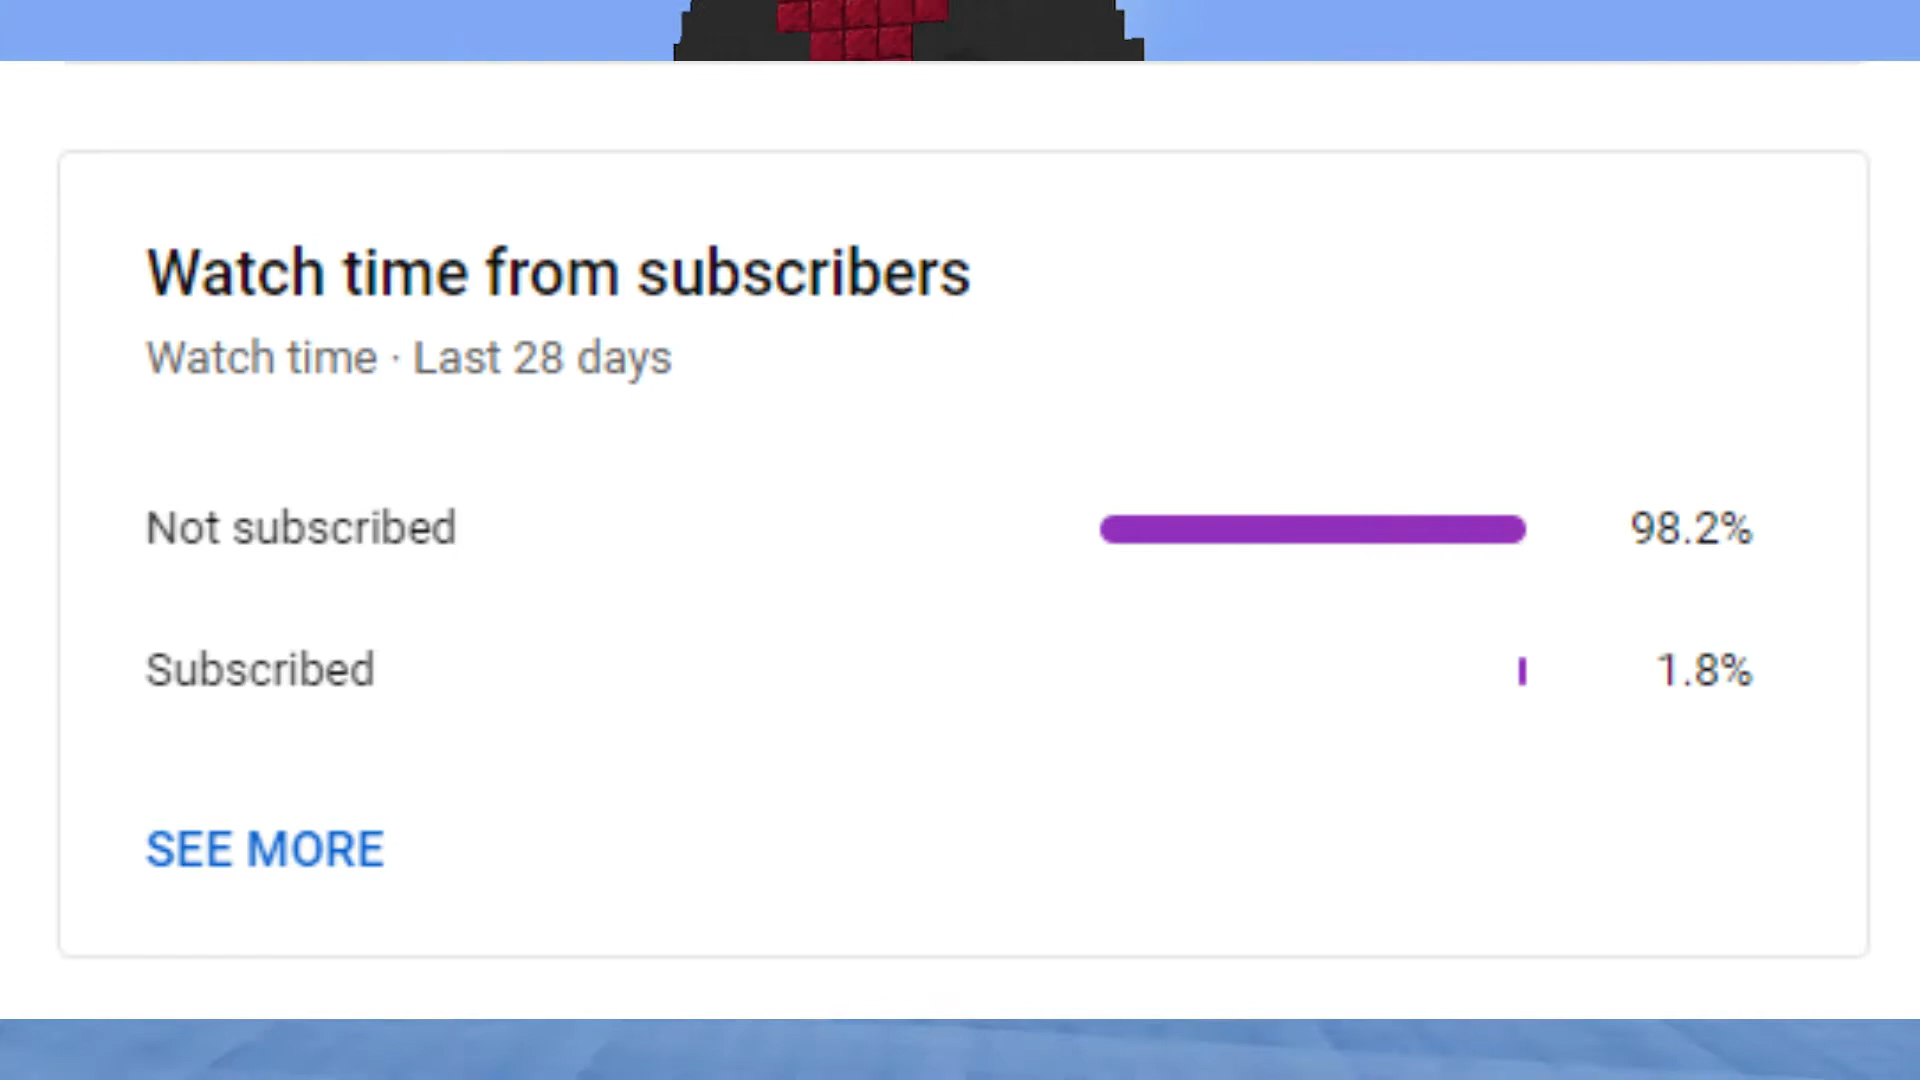 Watch time from subscribers
Watch time · Last 28 days
Not subscribed 98.2%
Subscribed 1.8%
SEE MORE